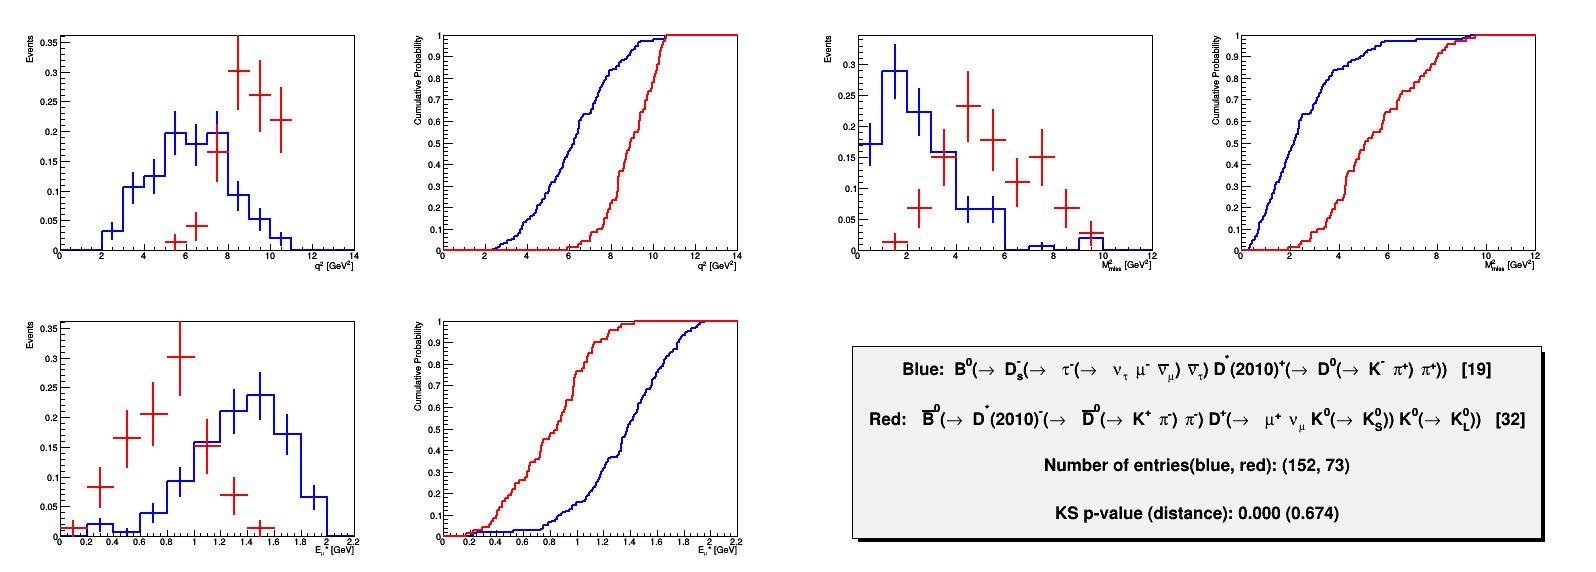 Events
0.35
0.3
0.25
0.2
0.15
0.1
0.05
0
0 2 4 6 8 10 12 14
q² [GeV²]
Cumulative Probability
1
0.9
0.8
0.7
0.6
0.5
0.4
0.3
0.2
0.1
0
0 2 4 6 8 10 12 14
q² [GeV²]
Events
0.3
0.25
0.2
0.15
0.1
0.05
0
0 2 4 6 8 10 12
M²miss [GeV²]
Cumulative Probability
1
0.9
0.8
0.7
0.6
0.5
0.4
0.3
0.2
0.1
0
0 2 4 6 8 10 12
M²miss [GeV²]
Events
0.35
0.3
0.25
0.2
0.15
0.1
0.05
0
0 0.2 0.4 0.6 0.8 1 1.2 1.4 1.6 1.8 2 2.2
Eμ* [GeV]
Cumulative Probability
1
0.9
0.8
0.7
0.6
0.5
0.4
0.3
0.2
0.1
0
0 0.2 0.4 0.6 0.8 1 1.2 1.4 1.6 1.8 2 2.2
Eμ* [GeV]
Blue: B⁰(→ Dₛ⁻(→ τ⁻(→ ν_τ μ⁻ ν̅_μ) ν̅_τ) D*(2010)⁺(→ D⁰(→ K⁻ π⁺) π⁺)) [19]
Red: B̅⁰(→ D*(2010)⁻(→ D̅⁰(→ K⁺ π⁻) π⁻) D⁺(→ μ⁺ ν_μ K⁰(→ K⁰_S)) K⁰(→ K⁰_L)) [32]
Number of entries(blue, red): (152, 73)
KS p-value (distance): 0.000 (0.674)